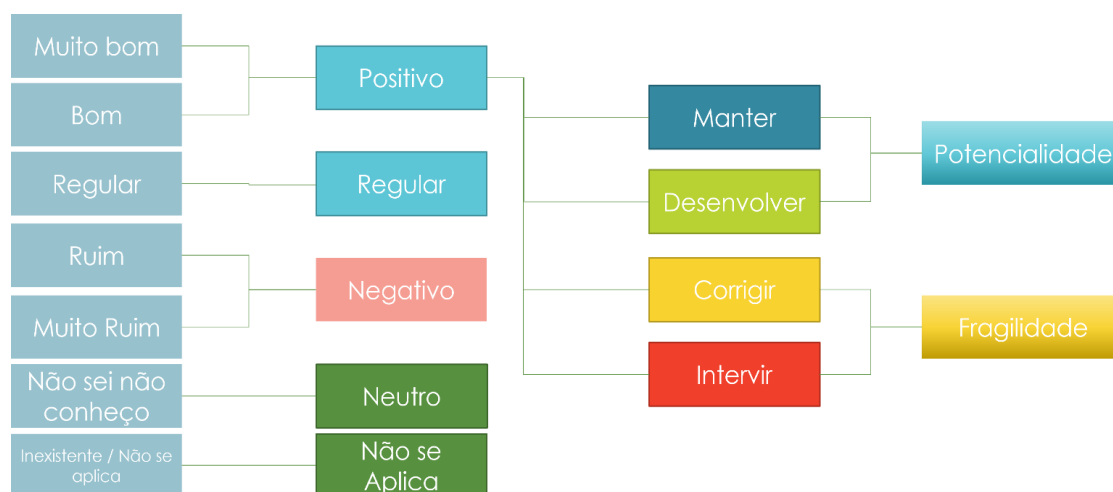 Muito bom
Bom
Regular
Ruim
Muito Ruim
Não sei não
conheço
Inexistente / Não se
aplica
Positivo
Regular
Negativo
Neutro
Não se
Aplica
Manter
Desenvolver
Corrigir
Intervir
Potencialidade
Fragilidade